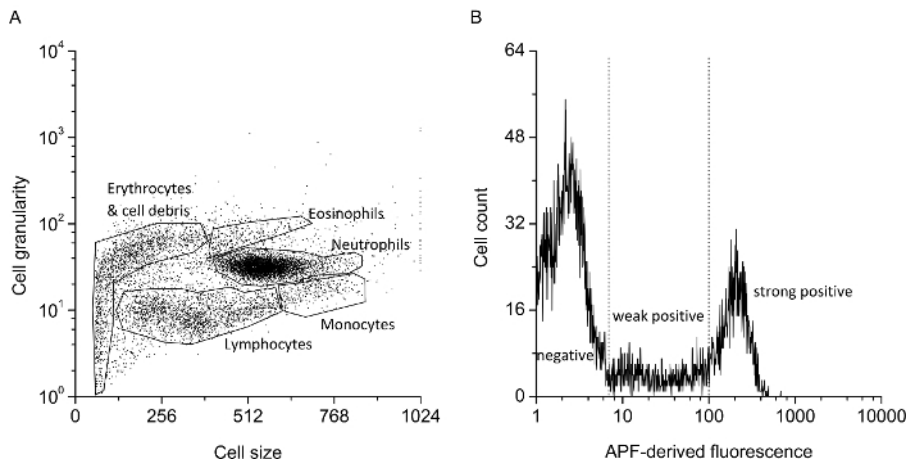 A
Cell granularity
10⁴
10³
10²
10¹
10⁰
Erythrocytes
& cell debris
Eosinophils
Neutrophils
Monocytes
Lymphocytes
0 256 512 768 1024
Cell size
B
Cell count
64
48
32
16
0
negative
weak positive
strong positive
1 10 100 1000 10000
APF-derived fluorescence